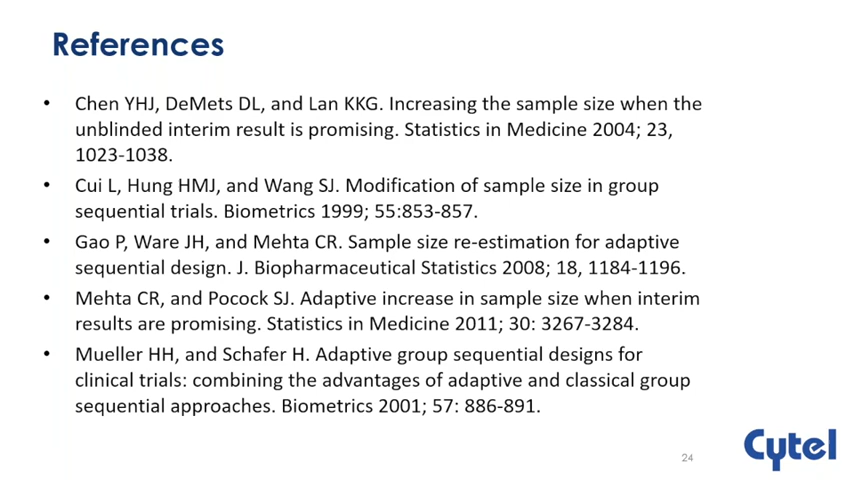 References
• Chen YHJ, DeMets DL, and Lan KKG. Increasing the sample size when the
unblinded interim result is promising. Statistics in Medicine 2004; 23,
1023-1038.
• Cui L, Hung HMJ, and Wang SJ. Modification of sample size in group
sequential trials. Biometrics 1999; 55:853-857.
• Gao P, Ware JH, and Mehta CR. Sample size re-estimation for adaptive
sequential design. J. Biopharmaceutical Statistics 2008; 18, 1184-1196.
• Mehta CR, and Pocock SJ. Adaptive increase in sample size when interim
results are promising. Statistics in Medicine 2011; 30: 3267-3284.
• Mueller HH, and Schafer H. Adaptive group sequential designs for
clinical trials: combining the advantages of adaptive and classical group
sequential approaches. Biometrics 2001; 57: 886-891.
24
Cytel